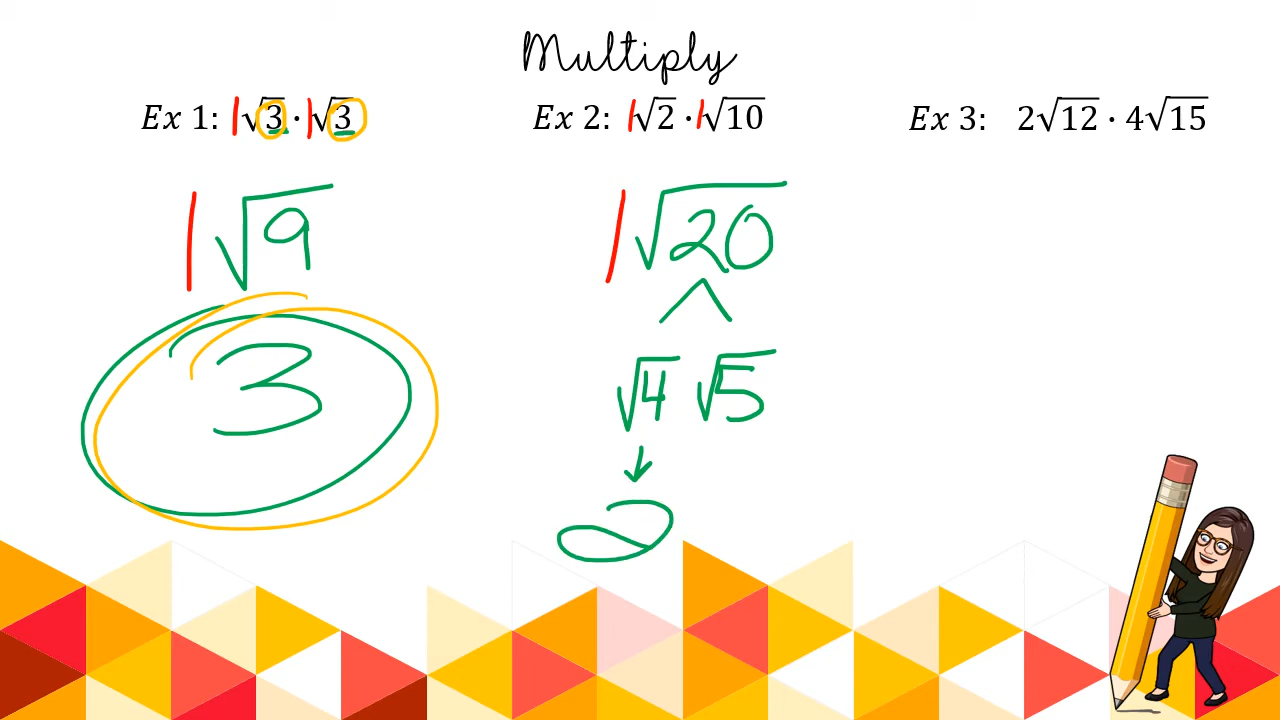 Multiply
Ex 1: 1√3 · 1√3
Ex 2: 1√2 · 1√10
Ex 3: 2√12 · 4√15
1√9
3
1√20
√4 √5
2